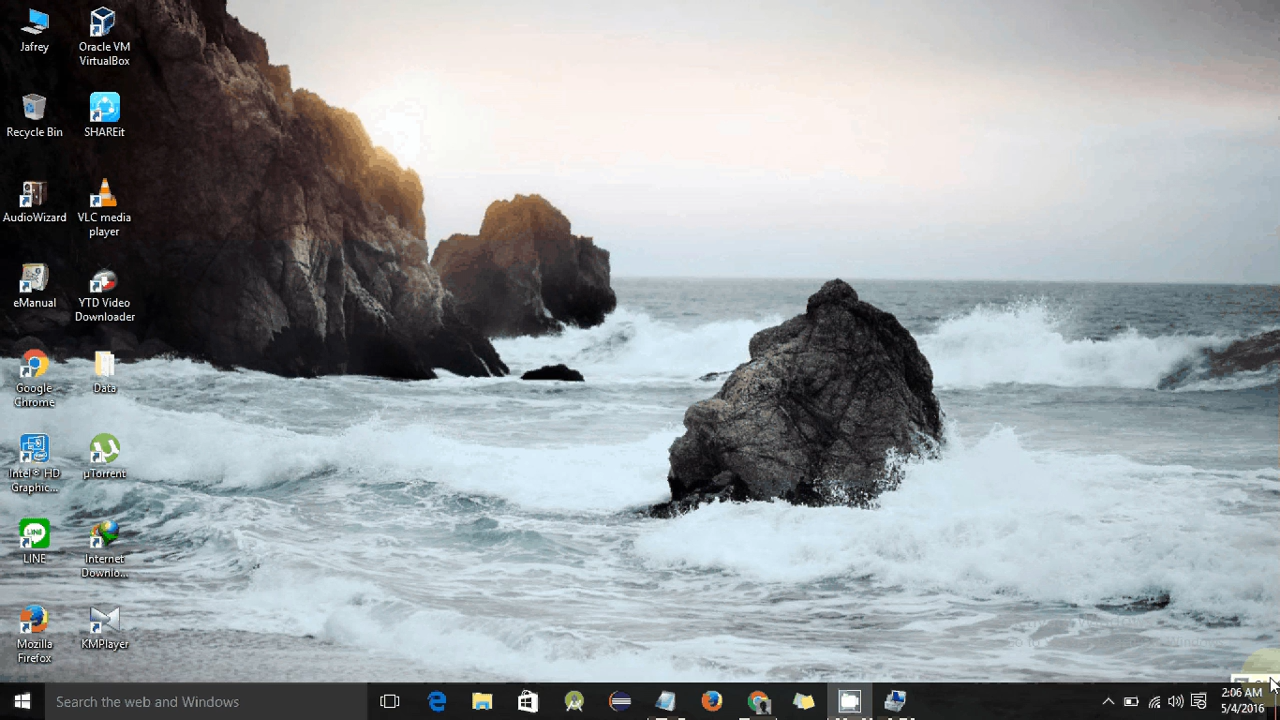 Jafrey
Oracle VM
VirtualBox
Recycle Bin
SHAREit
AudioWizard
VLC media
player
eManual
YTD Video
Downloader
Google
Chrome
Data
Intel® HD
Graphic...
µTorrent
LINE
LINE
Internet
Downlo...
Mozilla
Firefox
KMPlayer
Search the web and Windows
2:06 AM
5/4/2016